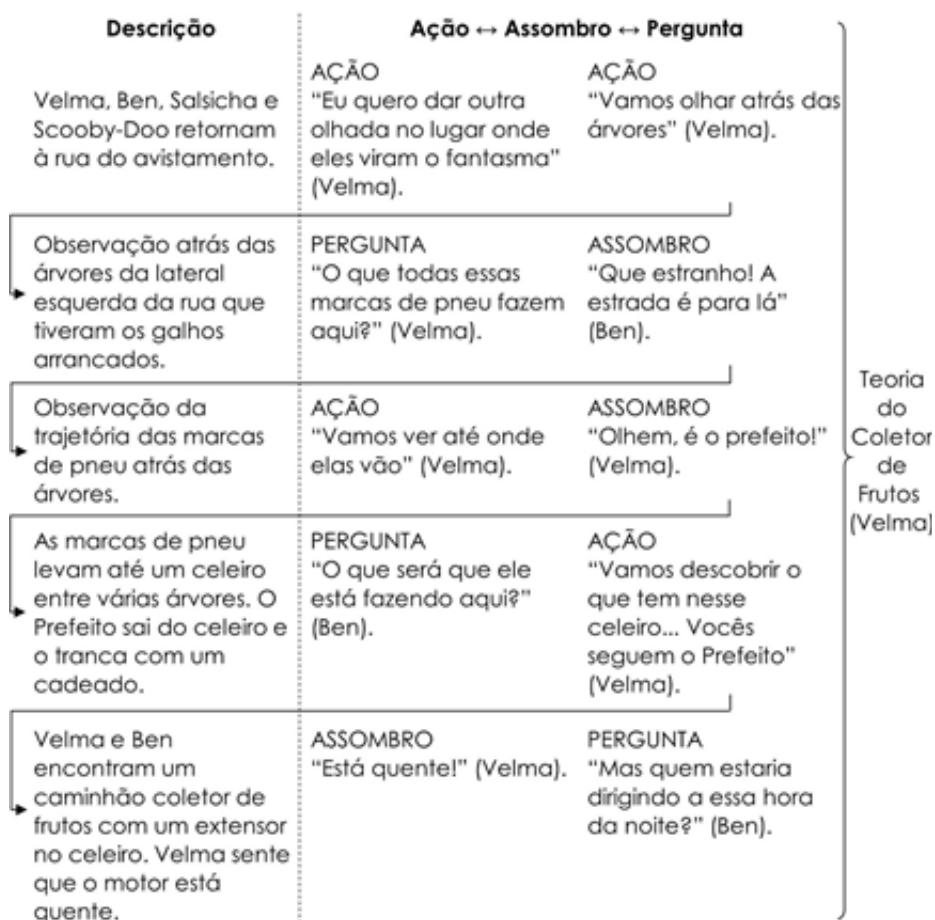 Descrição
Ação ↔ Assombro ↔ Pergunta
Velma, Ben, Salsicha e
Scooby-Doo retornam
à rua do avistamento.
AÇÃO
“Eu quero dar outra
olhada no lugar onde
eles viram o fantasma”
(Velma).
AÇÃO
“Vamos olhar atrás das
árvores” (Velma).
Observação atrás das
árvores da lateral
esquerda da rua que
tiveram os galhos
arrancados.
PERGUNTA
“O que todas essas
marcas de pneu fazem
aqui?” (Velma).
ASSOMBRO
“Que estranho! A
estrada é para lá”
(Ben).
Observação da
trajetória das marcas
de pneu atrás das
árvores.
AÇÃO
“Vamos ver até onde
elas vão” (Velma).
ASSOMBRO
“Olhem, é o prefeito!”
(Velma).
As marcas de pneu
levam até um celeiro
entre várias árvores. O
Prefeito sai do celeiro e
o tranca com um
cadeado.
PERGUNTA
“O que será que ele
está fazendo aqui?”
(Ben).
AÇÃO
“Vamos descobrir o
que tem nesse
celeiro... Vocês
seguem o Prefeito”
(Velma).
Velma e Ben
encontram um
caminhão coletor de
frutos com um extensor
no celeiro. Velma sente
que o motor está
quente.
ASSOMBRO
“Está quente!” (Velma).
PERGUNTA
“Mas quem estaria
dirigindo a essa hora
da noite?” (Ben).
Teoria
do
Coletor
de
Frutos
(Velma)